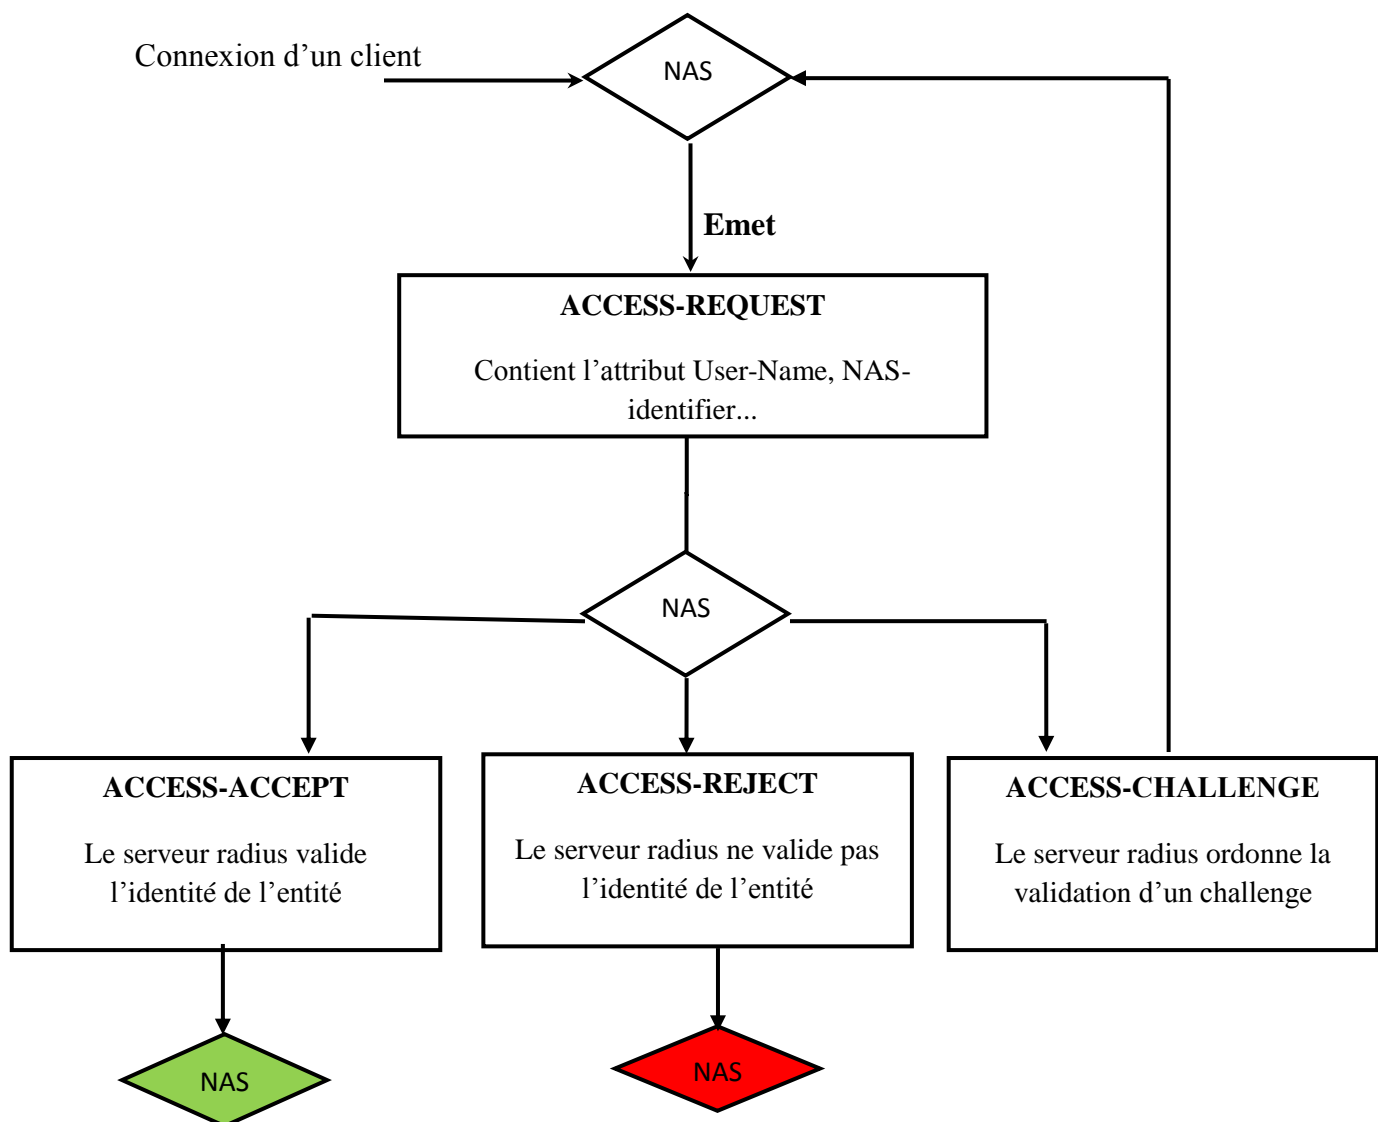 Connexion d’un client
NAS
Emet
ACCESS-REQUEST
Contient l’attribut User-Name, NAS-
identifier...
NAS
ACCESS-ACCEPT
Le serveur radius valide
l’identité de l’entité
ACCESS-REJECT
Le serveur radius ne valide pas
l’identité de l’entité
ACCESS-CHALLENGE
Le serveur radius ordonne la
validation d’un challenge
NAS
NAS